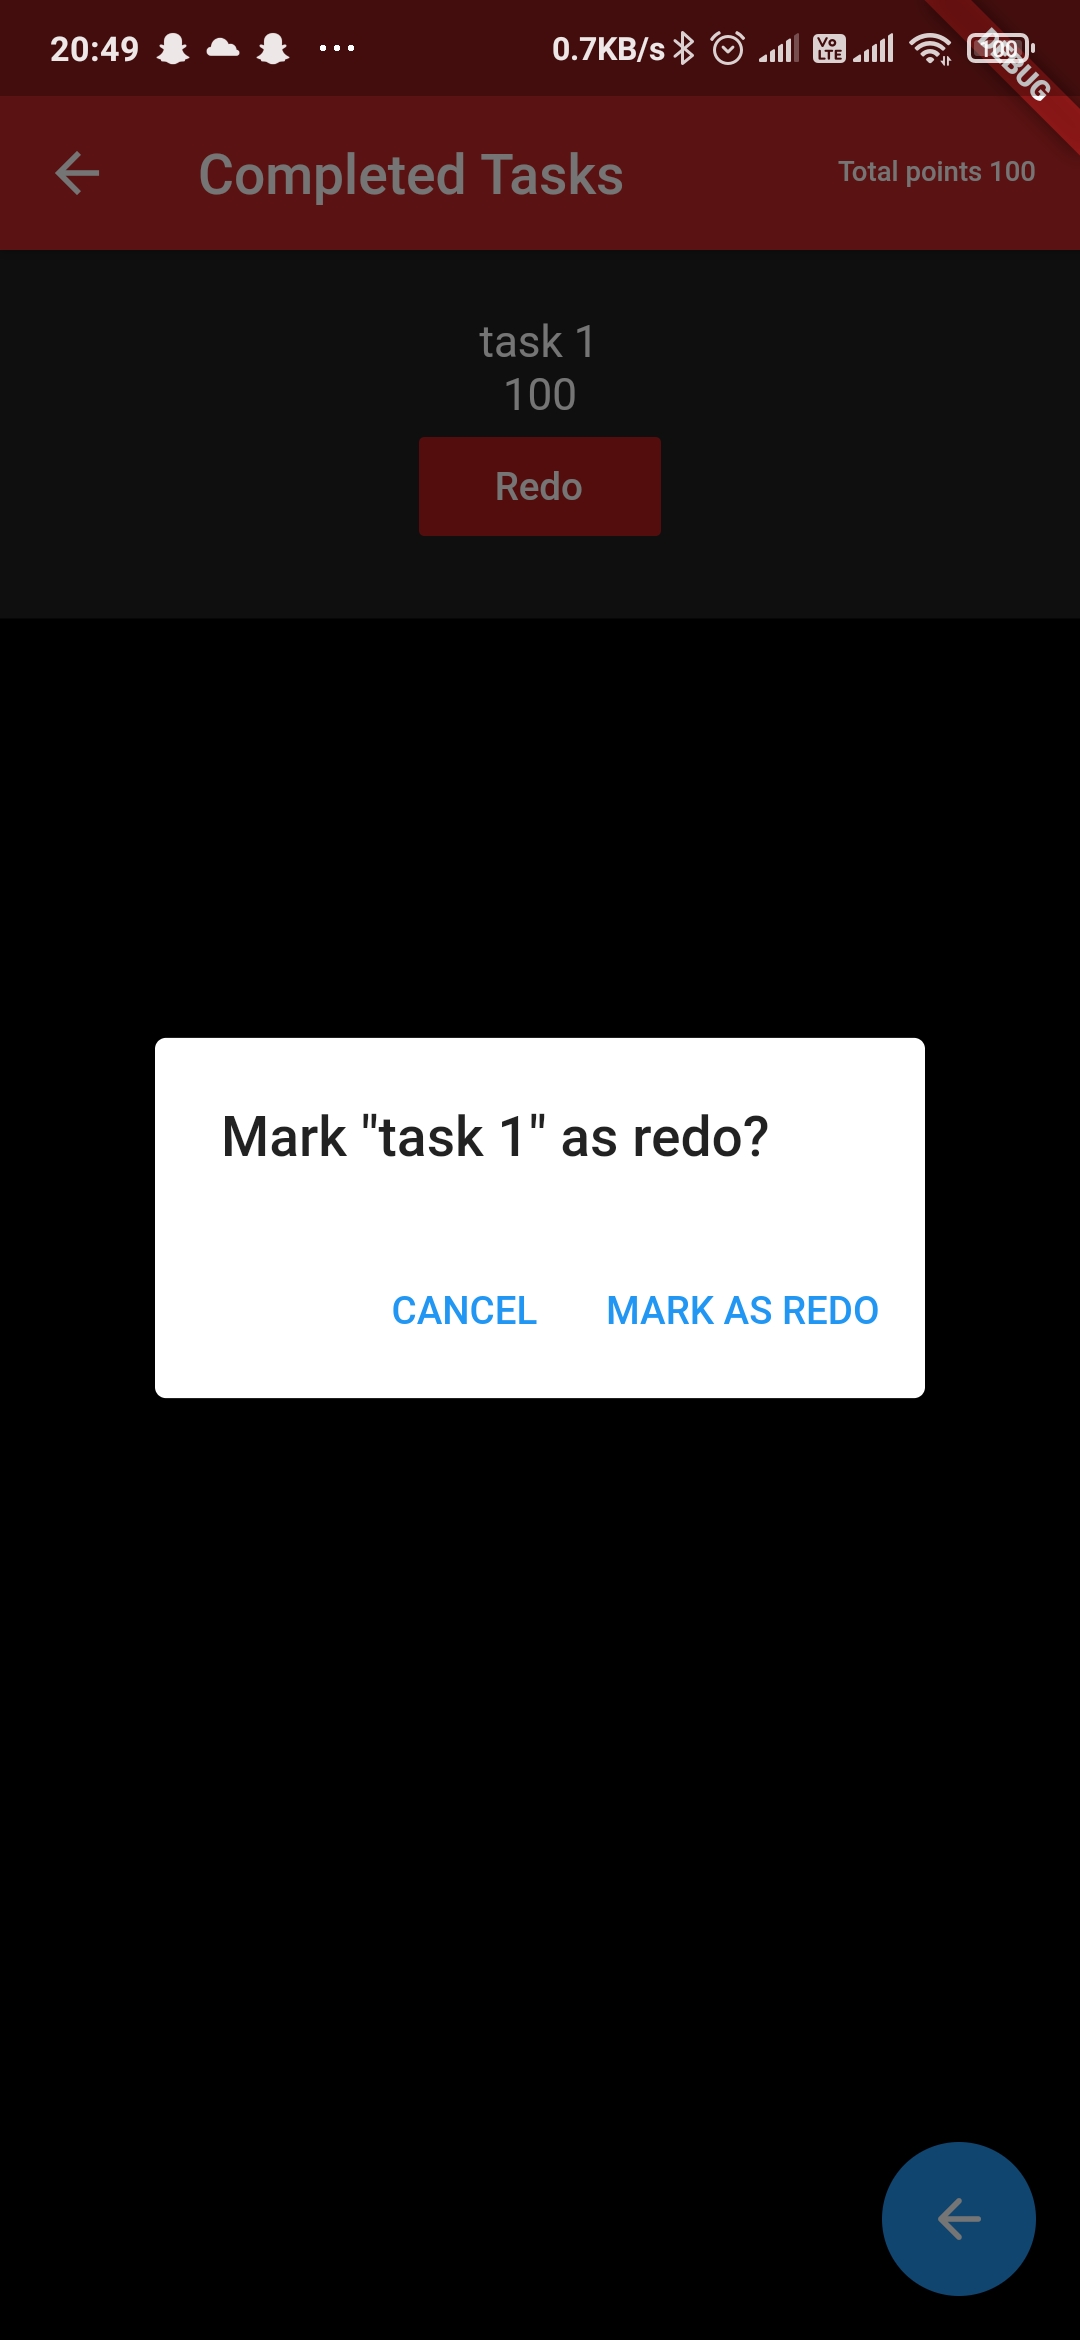 20:49 0.7KB/s VoLTE 100
DEBUG
Completed Tasks Total points 100
task 1
100
Redo
Mark "task 1" as redo?
CANCEL MARK AS REDO